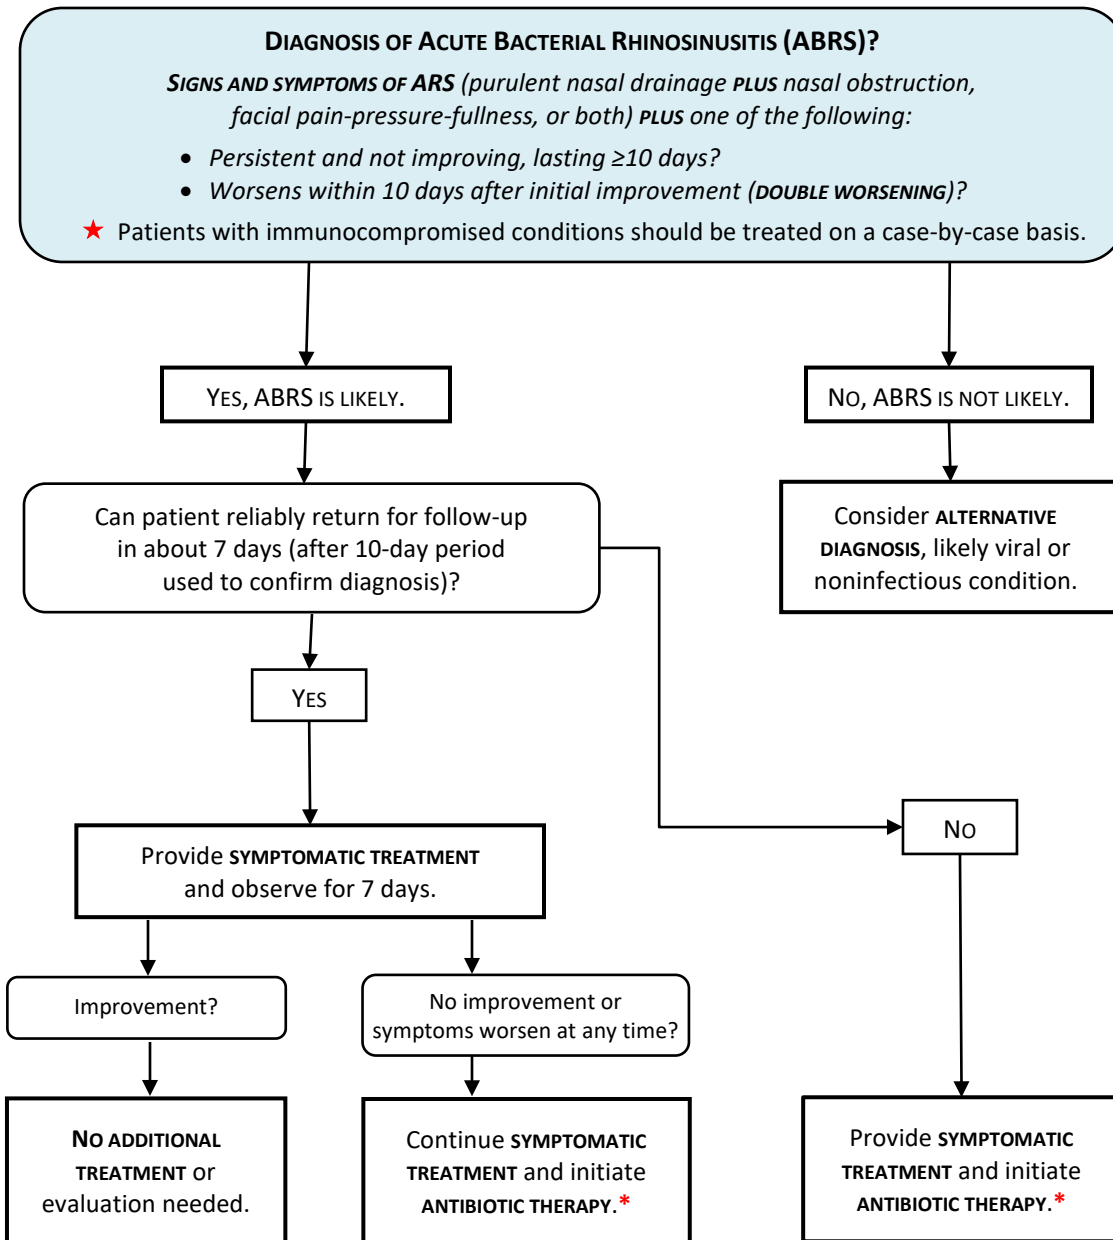 DIAGNOSIS OF ACUTE BACTERIAL RHINOSINUSITIS (ABRS)?
SIGNS AND SYMPTOMS OF ARS (purulent nasal drainage PLUS nasal obstruction,
facial pain-pressure-fullness, or both) PLUS one of the following:
• Persistent and not improving, lasting ≥10 days?
• Worsens within 10 days after initial improvement (DOUBLE WORSENING)?
★ Patients with immunocompromised conditions should be treated on a case-by-case basis.
YES, ABRS IS LIKELY.
NO, ABRS IS NOT LIKELY.
Can patient reliably return for follow-up
in about 7 days (after 10-day period
used to confirm diagnosis)?
Consider ALTERNATIVE
DIAGNOSIS, likely viral or
noninfectious condition.
YES
NO
Provide SYMPTOMATIC TREATMENT
and observe for 7 days.
Improvement?
No improvement or
symptoms worsen at any time?
NO ADDITIONAL
TREATMENT or
evaluation needed.
Continue SYMPTOMATIC
TREATMENT and initiate
ANTIBIOTIC THERAPY.*
Provide SYMPTOMATIC
TREATMENT and initiate
ANTIBIOTIC THERAPY.*